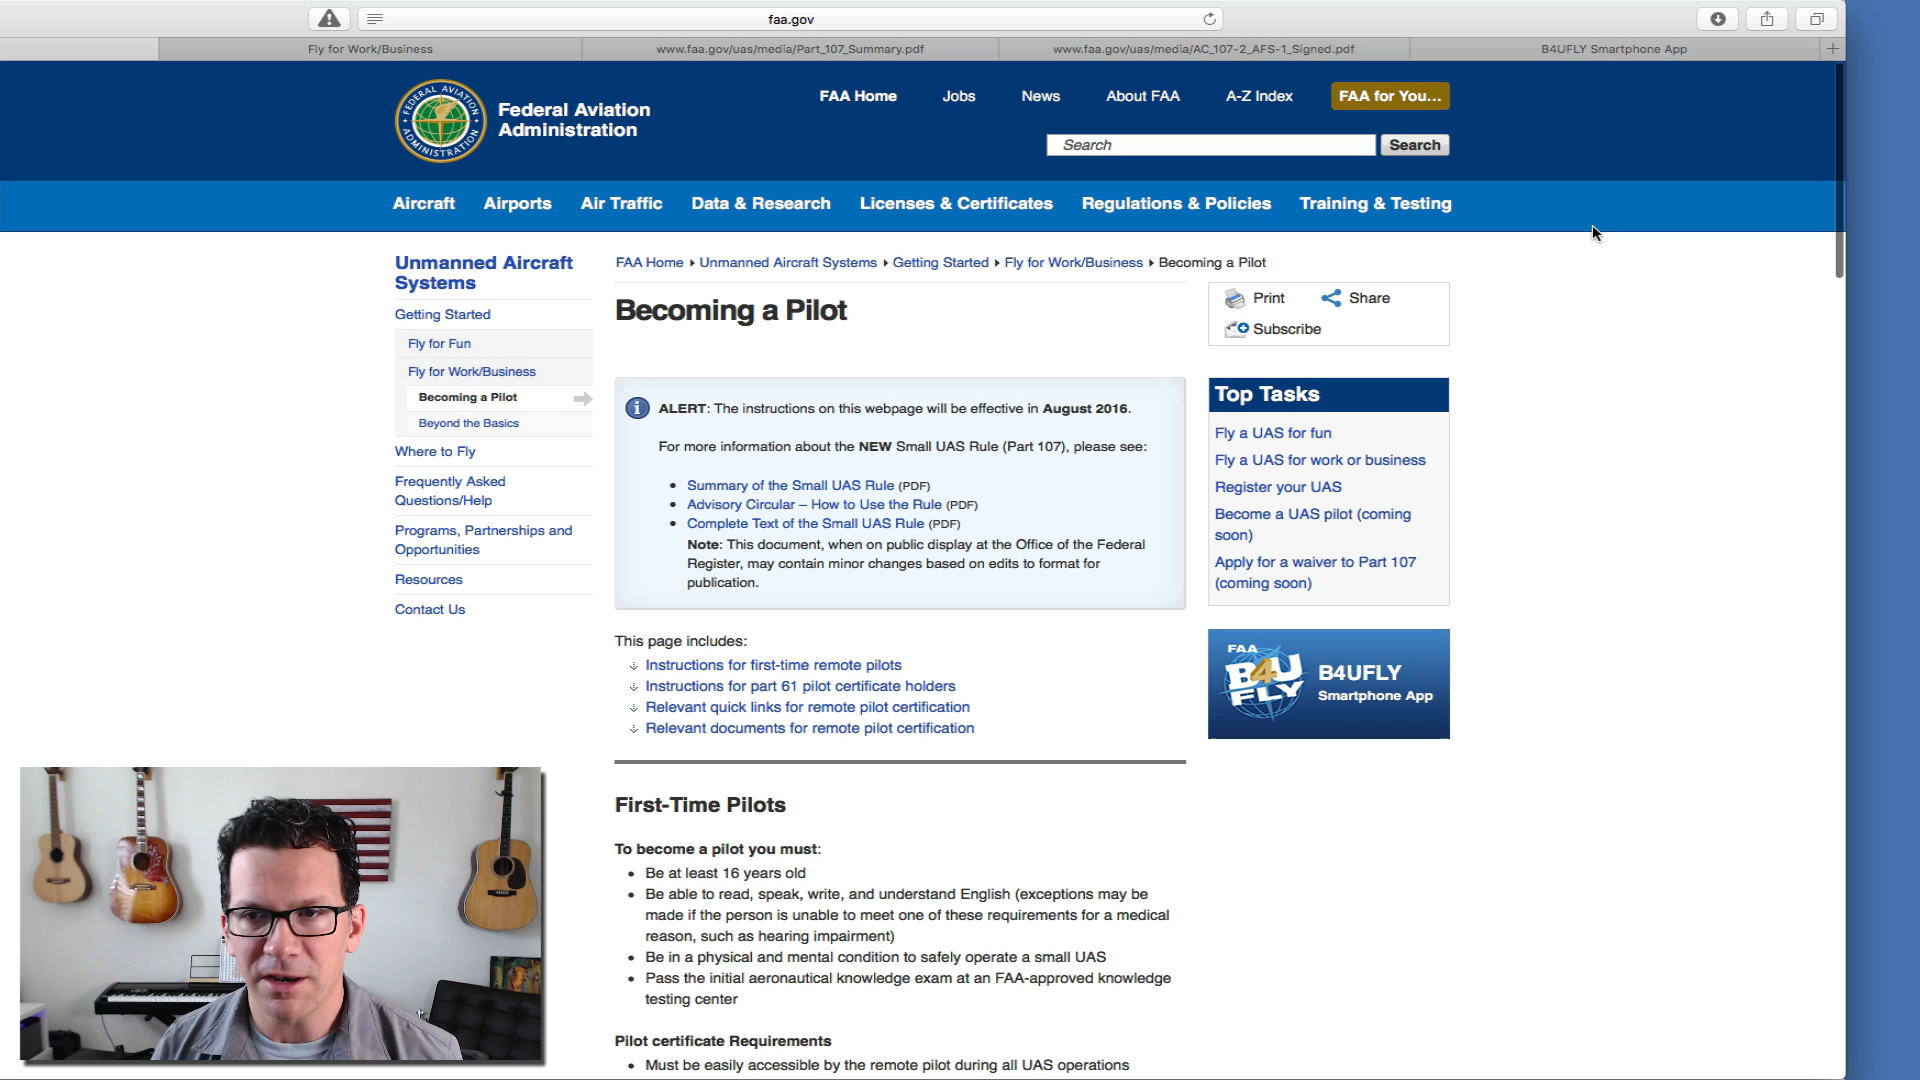 faa.gov
Fly for Work/Business
www.faa.gov/uas/media/Part_107_Summary.pdf
www.faa.gov/uas/media/AC_107-2_AFS-1_Signed.pdf
B4UFLY Smartphone App
FEDERAL AVIATION
ADMINISTRATION
Federal Aviation
Administration
FAA Home
Jobs
News
About FAA
A-Z Index
FAA for You...
Search
Search
Aircraft
Airports
Air Traffic
Data & Research
Licenses & Certificates
Regulations & Policies
Training & Testing
Unmanned Aircraft
Systems
Getting Started
Fly for Fun
Fly for Work/Business
Becoming a Pilot
Beyond the Basics
Where to Fly
Frequently Asked
Questions/Help
Programs, Partnerships and
Opportunities
Resources
Contact Us
FAA Home ▸ Unmanned Aircraft Systems ▸ Getting Started ▸ Fly for Work/Business ▸ Becoming a Pilot
Becoming a Pilot
Print
Share
Subscribe
ALERT: The instructions on this webpage will be effective in August 2016.
For more information about the NEW Small UAS Rule (Part 107), please see:
• Summary of the Small UAS Rule (PDF)
• Advisory Circular – How to Use the Rule (PDF)
• Complete Text of the Small UAS Rule (PDF)
Note: This document, when on public display at the Office of the Federal
Register, may contain minor changes based on edits to format for
publication.
Top Tasks
Fly a UAS for fun
Fly a UAS for work or business
Register your UAS
Become a UAS pilot (coming
soon)
Apply for a waiver to Part 107
(coming soon)
FAA
B4U
FLY
B4UFLY
Smartphone App
This page includes:
Instructions for first-time remote pilots
Instructions for part 61 pilot certificate holders
Relevant quick links for remote pilot certification
Relevant documents for remote pilot certification
First-Time Pilots
To become a pilot you must:
• Be at least 16 years old
• Be able to read, speak, write, and understand English (exceptions may be
made if the person is unable to meet one of these requirements for a medical
reason, such as hearing impairment)
• Be in a physical and mental condition to safely operate a small UAS
• Pass the initial aeronautical knowledge exam at an FAA-approved knowledge
testing center
Pilot certificate Requirements
• Must be easily accessible by the remote pilot during all UAS operations